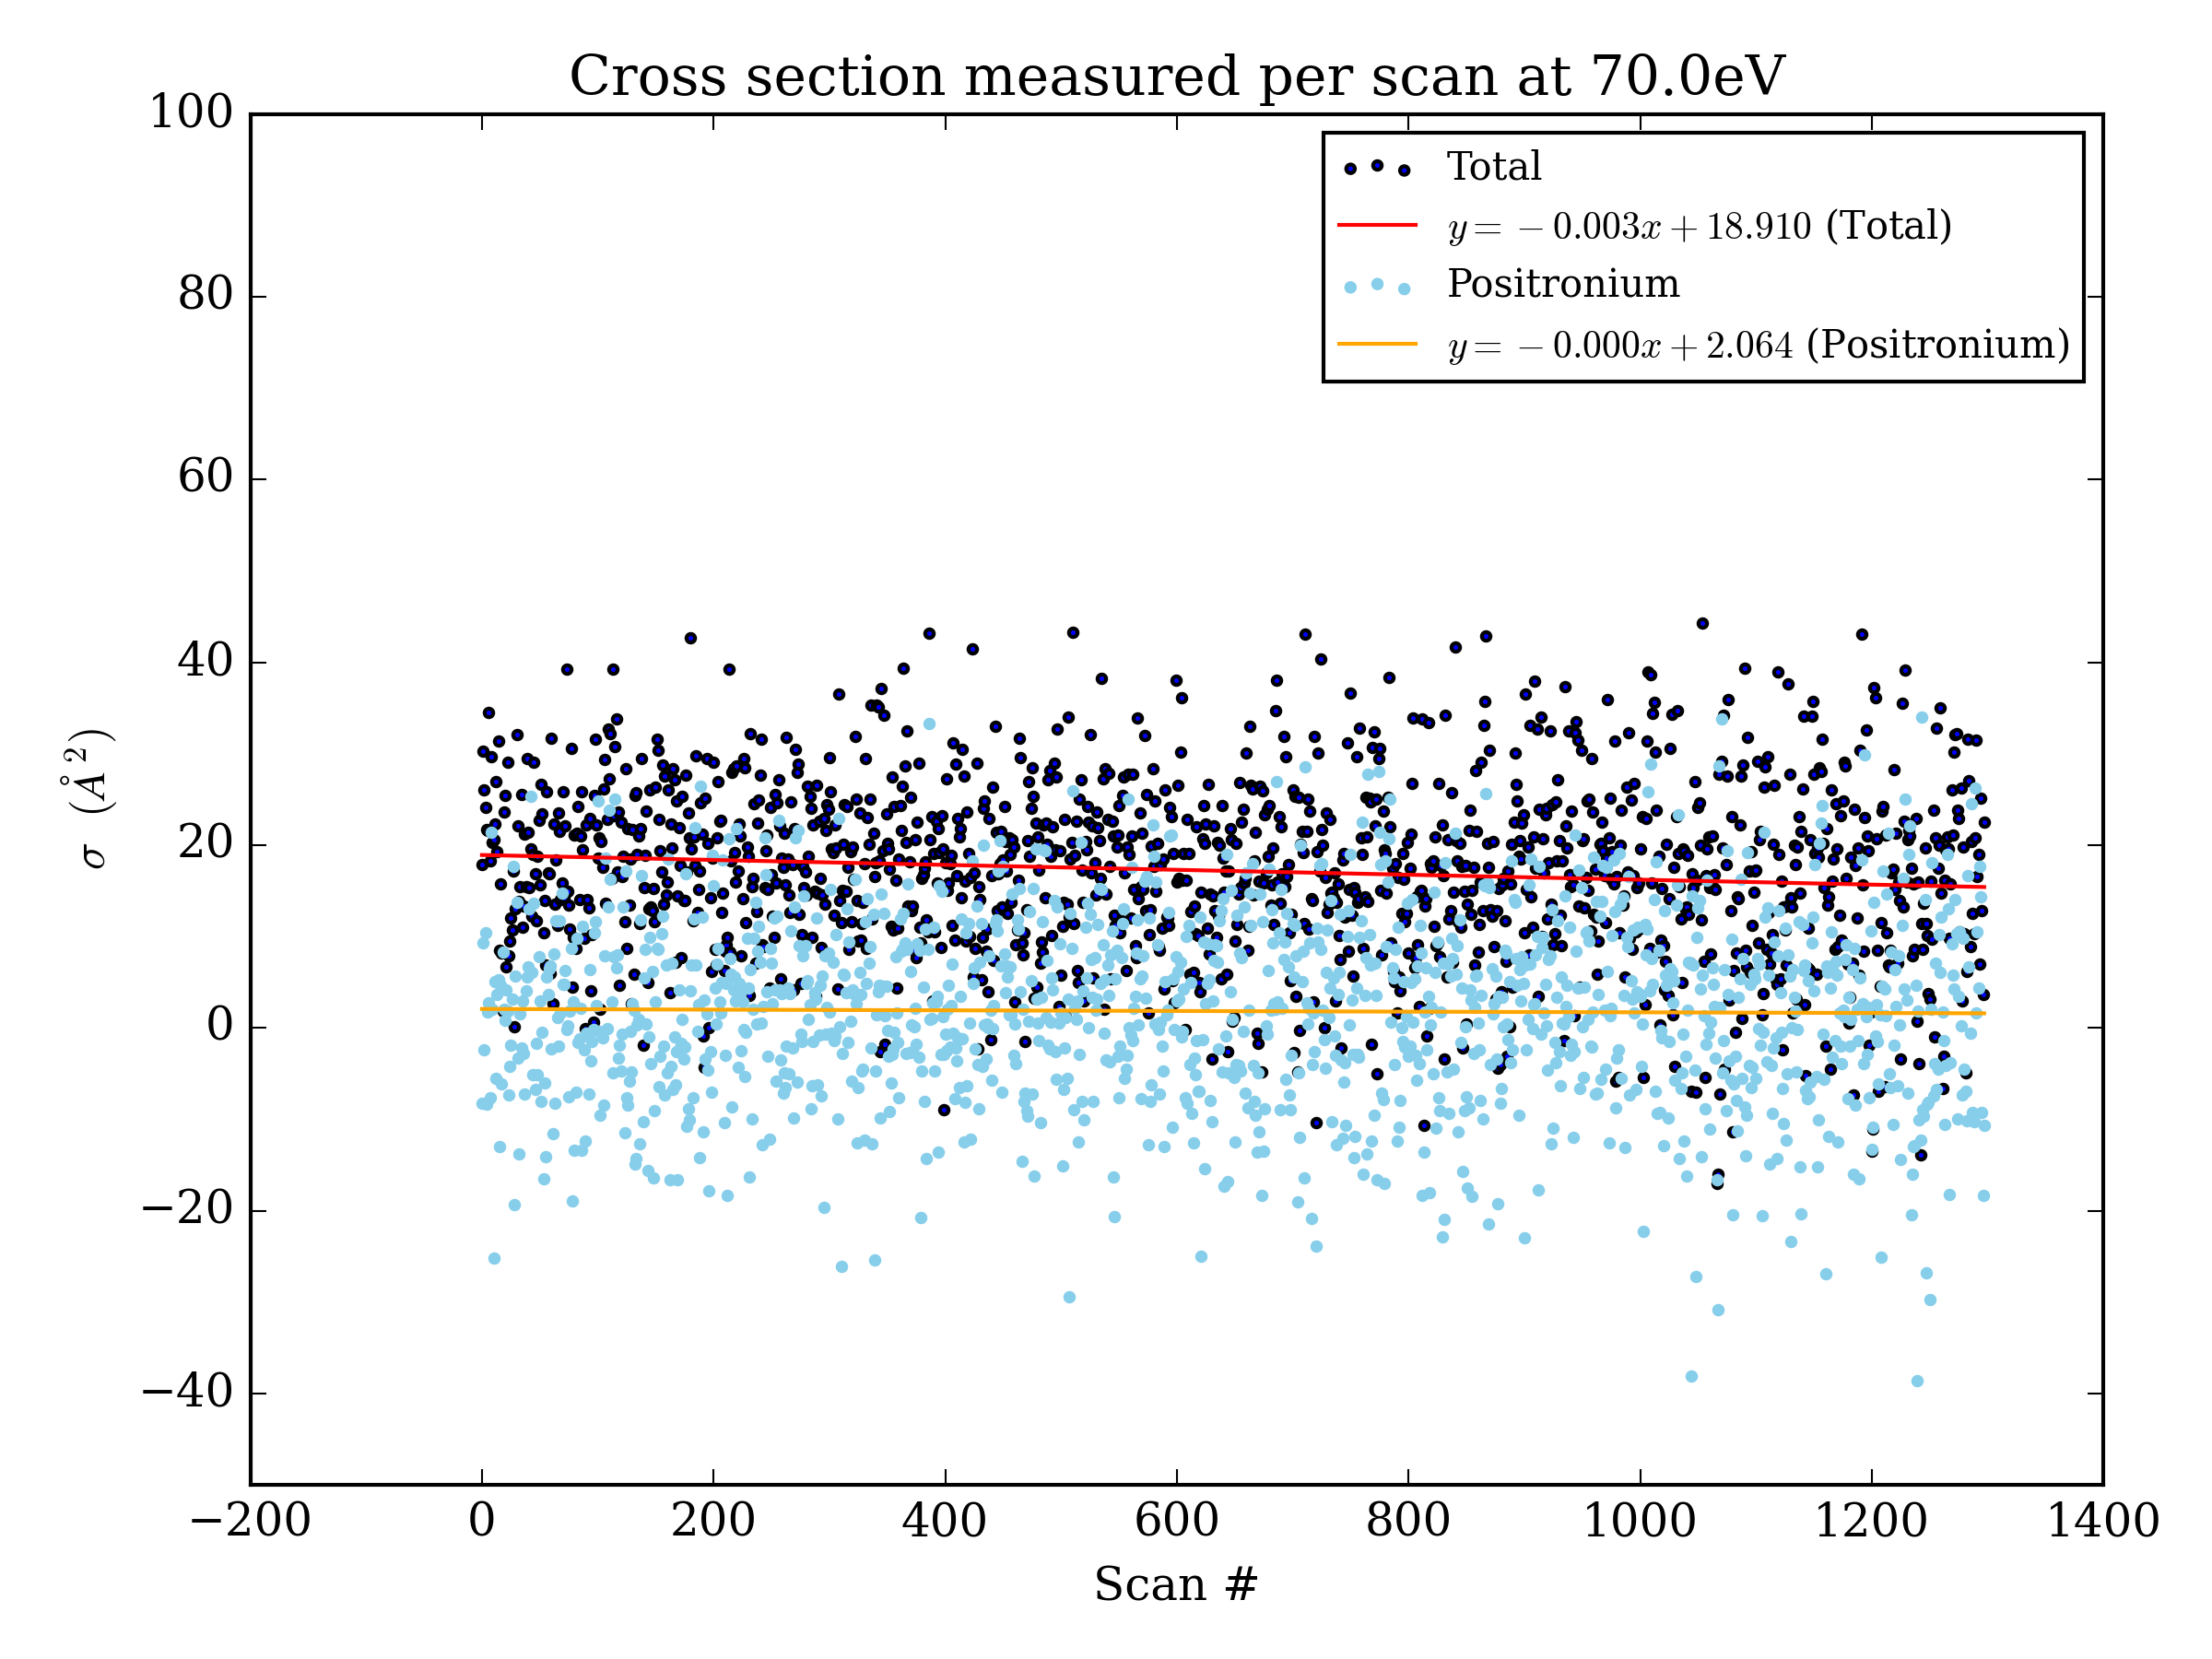 Cross section measured per scan at 70.0eV
100
80
60
40
20
0
−20
−40
σ (Å²)
Total
y = −0.003x + 18.910 (Total)
Positronium
y = −0.000x + 2.064 (Positronium)
−200 0 200 400 600 800 1000 1200 1400
Scan #